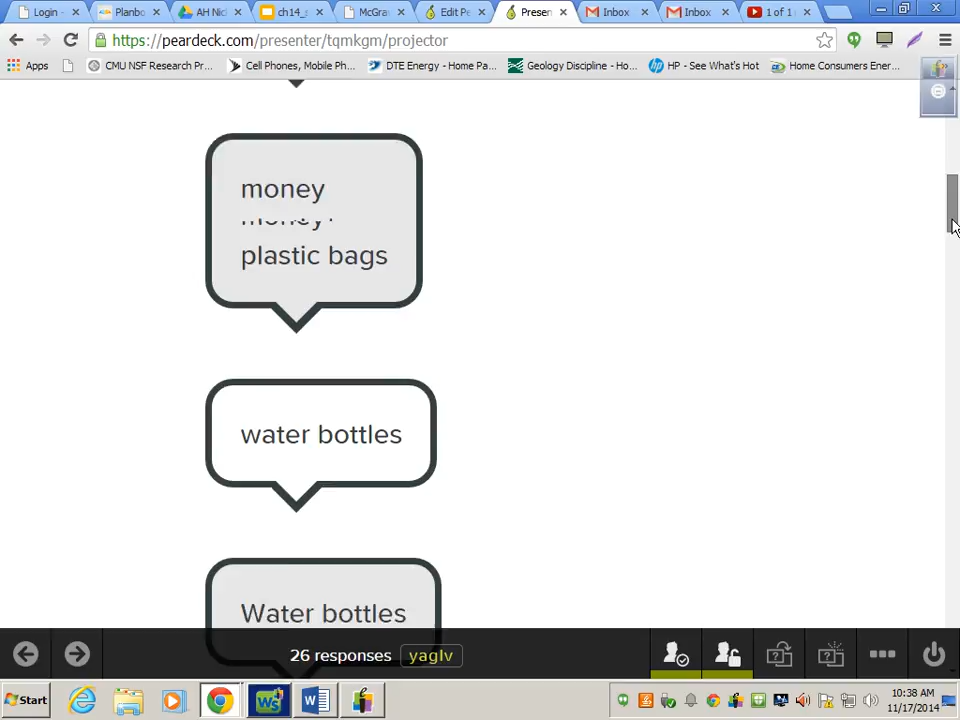 Login
Planbo
AH Nic
ch14_
McGra
Edit Pe
Presen
Inbox
Inbox
1 of 1
https://peardeck.com/presenter/tqmkgm/projector
Apps
CMU NSF Research Pr...
Cell Phones, Mobile Ph...
DTE Energy - Home Pa...
Geology Discipline - Ho...
HP - See What's Hot
Home Consumers Ener...
money
plastic bags
water bottles
Water bottles
26 responses yaglv
Start
10:38 AM
11/17/2014